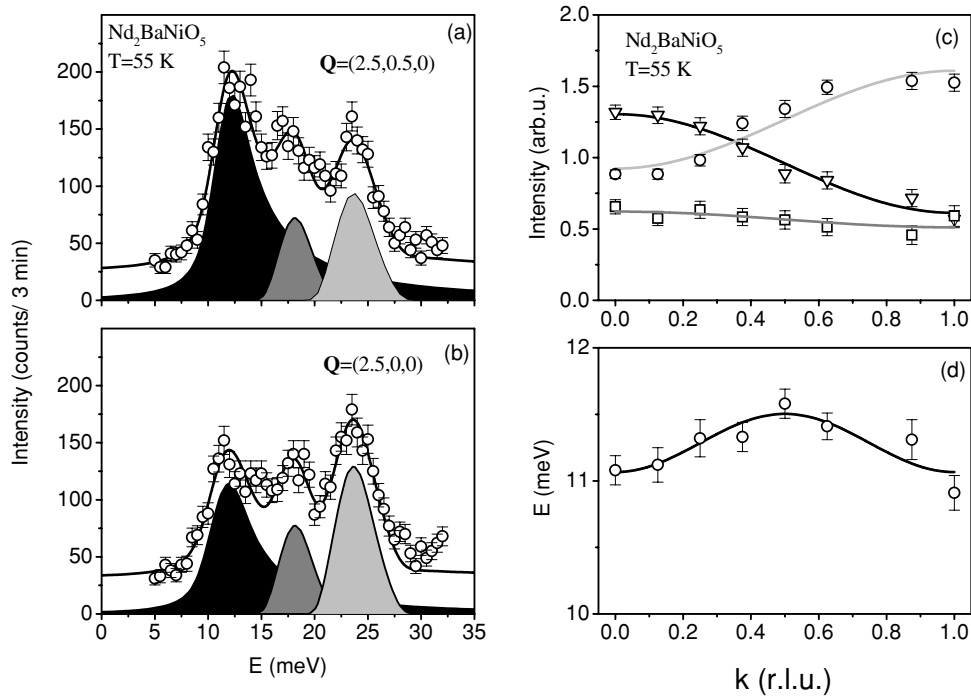 Nd₂BaNiO₅
T=55 K
(a)
Q=(2.5,0.5,0)
200
150
100
50
0
(b)
Q=(2.5,0,0)
200
150
100
50
0
0 5 10 15 20 25 30 35
E (meV)
Intensity (counts/ 3 min)
Nd₂BaNiO₅
T=55 K
(c)
2.0
1.5
1.0
0.5
0.0
Intensity (arb.u.)
0.0 0.2 0.4 0.6 0.8 1.0
(d)
12
11
10
E (meV)
0.0 0.2 0.4 0.6 0.8 1.0
k (r.l.u.)